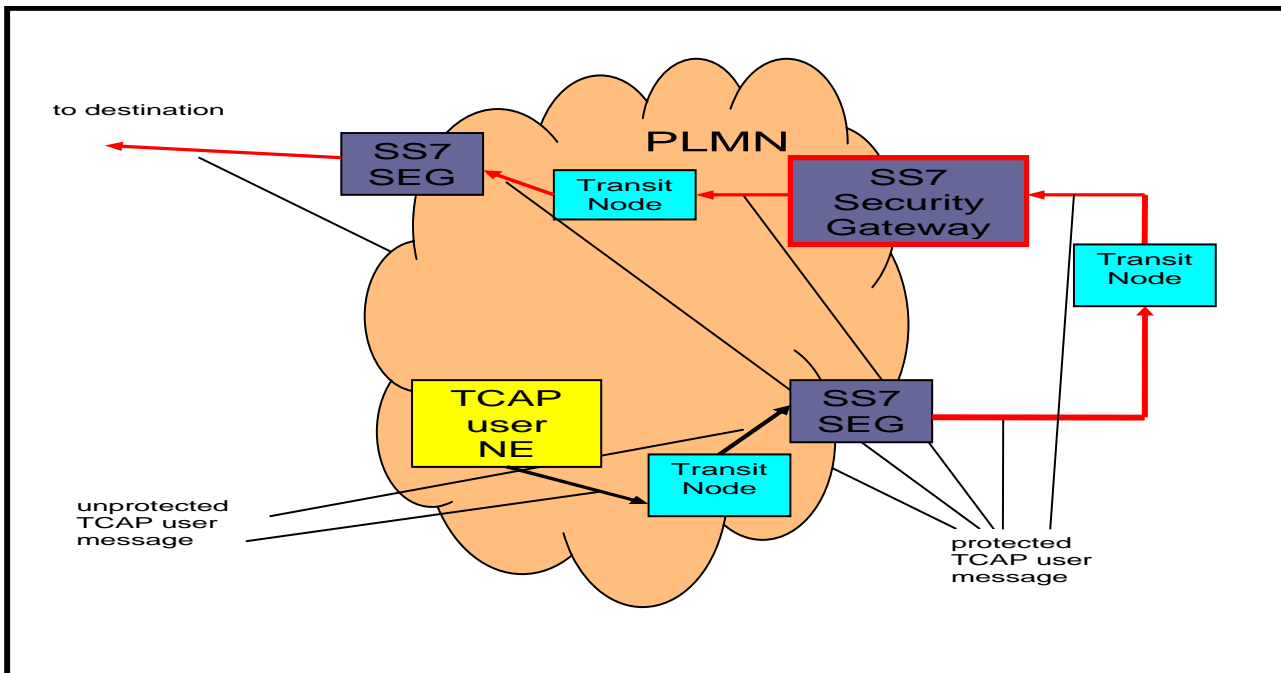 to destination
SS7
SEG
PLMN
Transit
Node
SS7
Security
Gateway
Transit
Node
TCAP
user
NE
SS7
SEG
Transit
Node
unprotected
TCAP user
message
protected
TCAP user
message